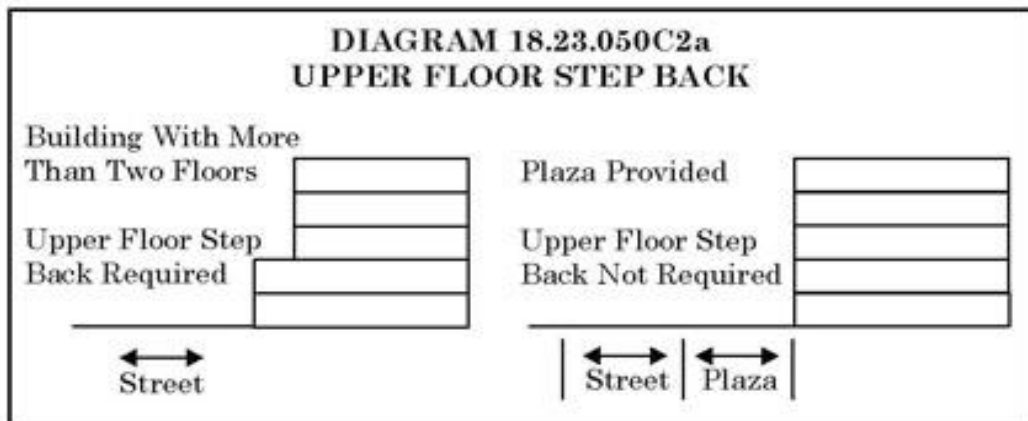 DIAGRAM 18.23.050C2a
UPPER FLOOR STEP BACK
Building With More
Than Two Floors
Upper Floor Step
Back Required
Street
Plaza Provided
Upper Floor Step
Back Not Required
Street
Plaza